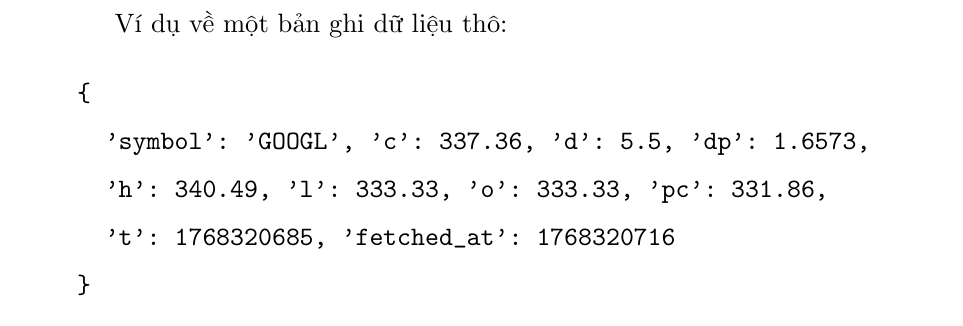 Ví dụ về một bản ghi dữ liệu thô:
{
’symbol’: ’GOOGL’, ’c’: 337.36, ’d’: 5.5, ’dp’: 1.6573,
’h’: 340.49, ’l’: 333.33, ’o’: 333.33, ’pc’: 331.86,
’t’: 1768320685, ’fetched_at’: 1768320716
}